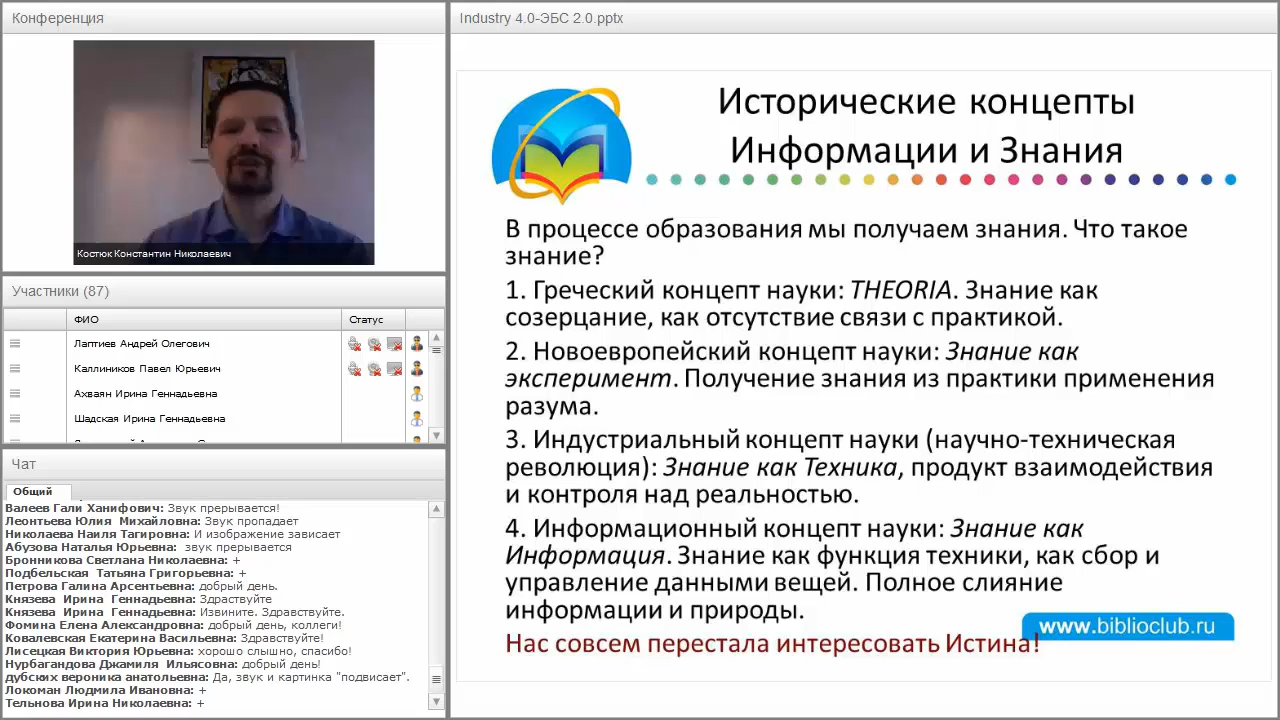 Конференция
Костюк Константин Николаевич
Участники (87)
ФИО
Статус
Лаптиев Андрей Олегович
Каллиников Павел Юрьевич
Ахваян Ирина Геннадьевна
Шадская Ирина Геннадьевна
Чат
Общий
Валеев Гали Ханифович: Звук прерывается!
Леонтьева Юлия Михайловна: Звук пропадает
Николаева Наиля Тагировна: И изображение зависает
Абузова Наталья Юрьевна: звук прерывается
Бронникова Светлана Николаевна: +
Подбельская Татьяна Григорьевна: +
Петрова Галина Арсентьевна: добрый день.
Князева Ирина Геннадьевна: Здраствуйте
Князева Ирина Геннадьевна: Извините. Здравствуйте.
Фомина Елена Александровна: добрый день, коллеги!
Ковалевская Екатерина Васильевна: Здравствуйте!
Лисецкая Виктория Юрьевна: хорошо слышно, спасибо!
Нурбагандова Джамиля Ильясовна: добрый день!
дубских вероника анатольевна: Да, звук и картинка "подвисает".
Локоман Людмила Ивановна: +
Тельнова Ирина Николаевна: +
Industry 4.0-ЭБС 2.0.pptx
Исторические концепты
Информации и Знания
В процессе образования мы получаем знания. Что такое
знание?
1. Греческий концепт науки: THEORIA. Знание как
созерцание, как отсутствие связи с практикой.
2. Новоевропейский концепт науки: Знание как
эксперимент. Получение знания из практики применения
разума.
3. Индустриальный концепт науки (научно-техническая
революция): Знание как Техника, продукт взаимодействия
и контроля над реальностью.
4. Информационный концепт науки: Знание как
Информация. Знание как функция техники, как сбор и
управление данными вещей. Полное слияние
информации и природы.
www.biblioclub.ru
Нас совсем перестала интересовать Истина!